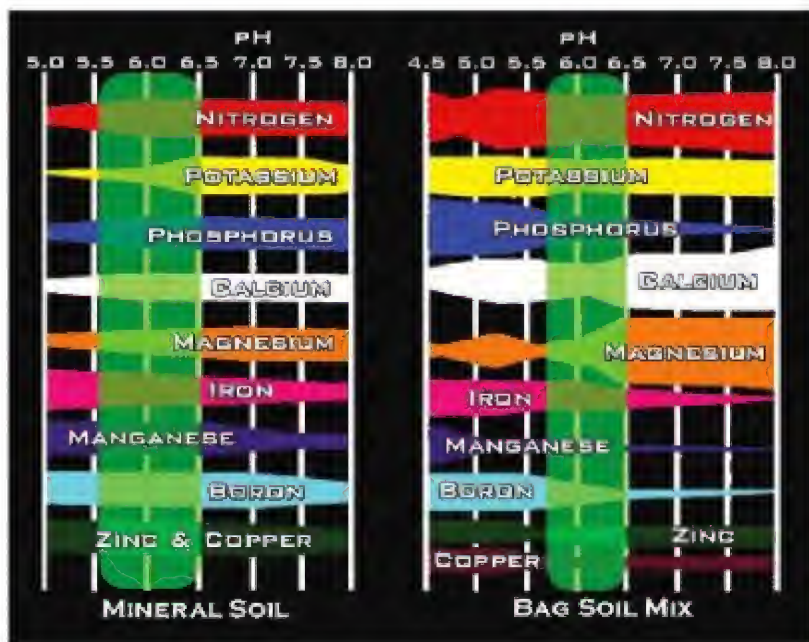 pH
5.0 5.5 6.0 6.5 7.0 7.5 8.0
NITROGEN
POTASSIUM
PHOSPHORUS
CALCIUM
MAGNESIUM
IRON
MANGANESE
BORON
ZINC & COPPER
MINERAL SOIL
pH
4.5 5.0 5.5 6.0 6.5 7.0 7.5 8.0
NITROGEN
POTASSIUM
PHOSPHORUS
CALCIUM
MAGNESIUM
IRON
MANGANESE
BORON
ZINC
COPPER
BAG SOIL MIX